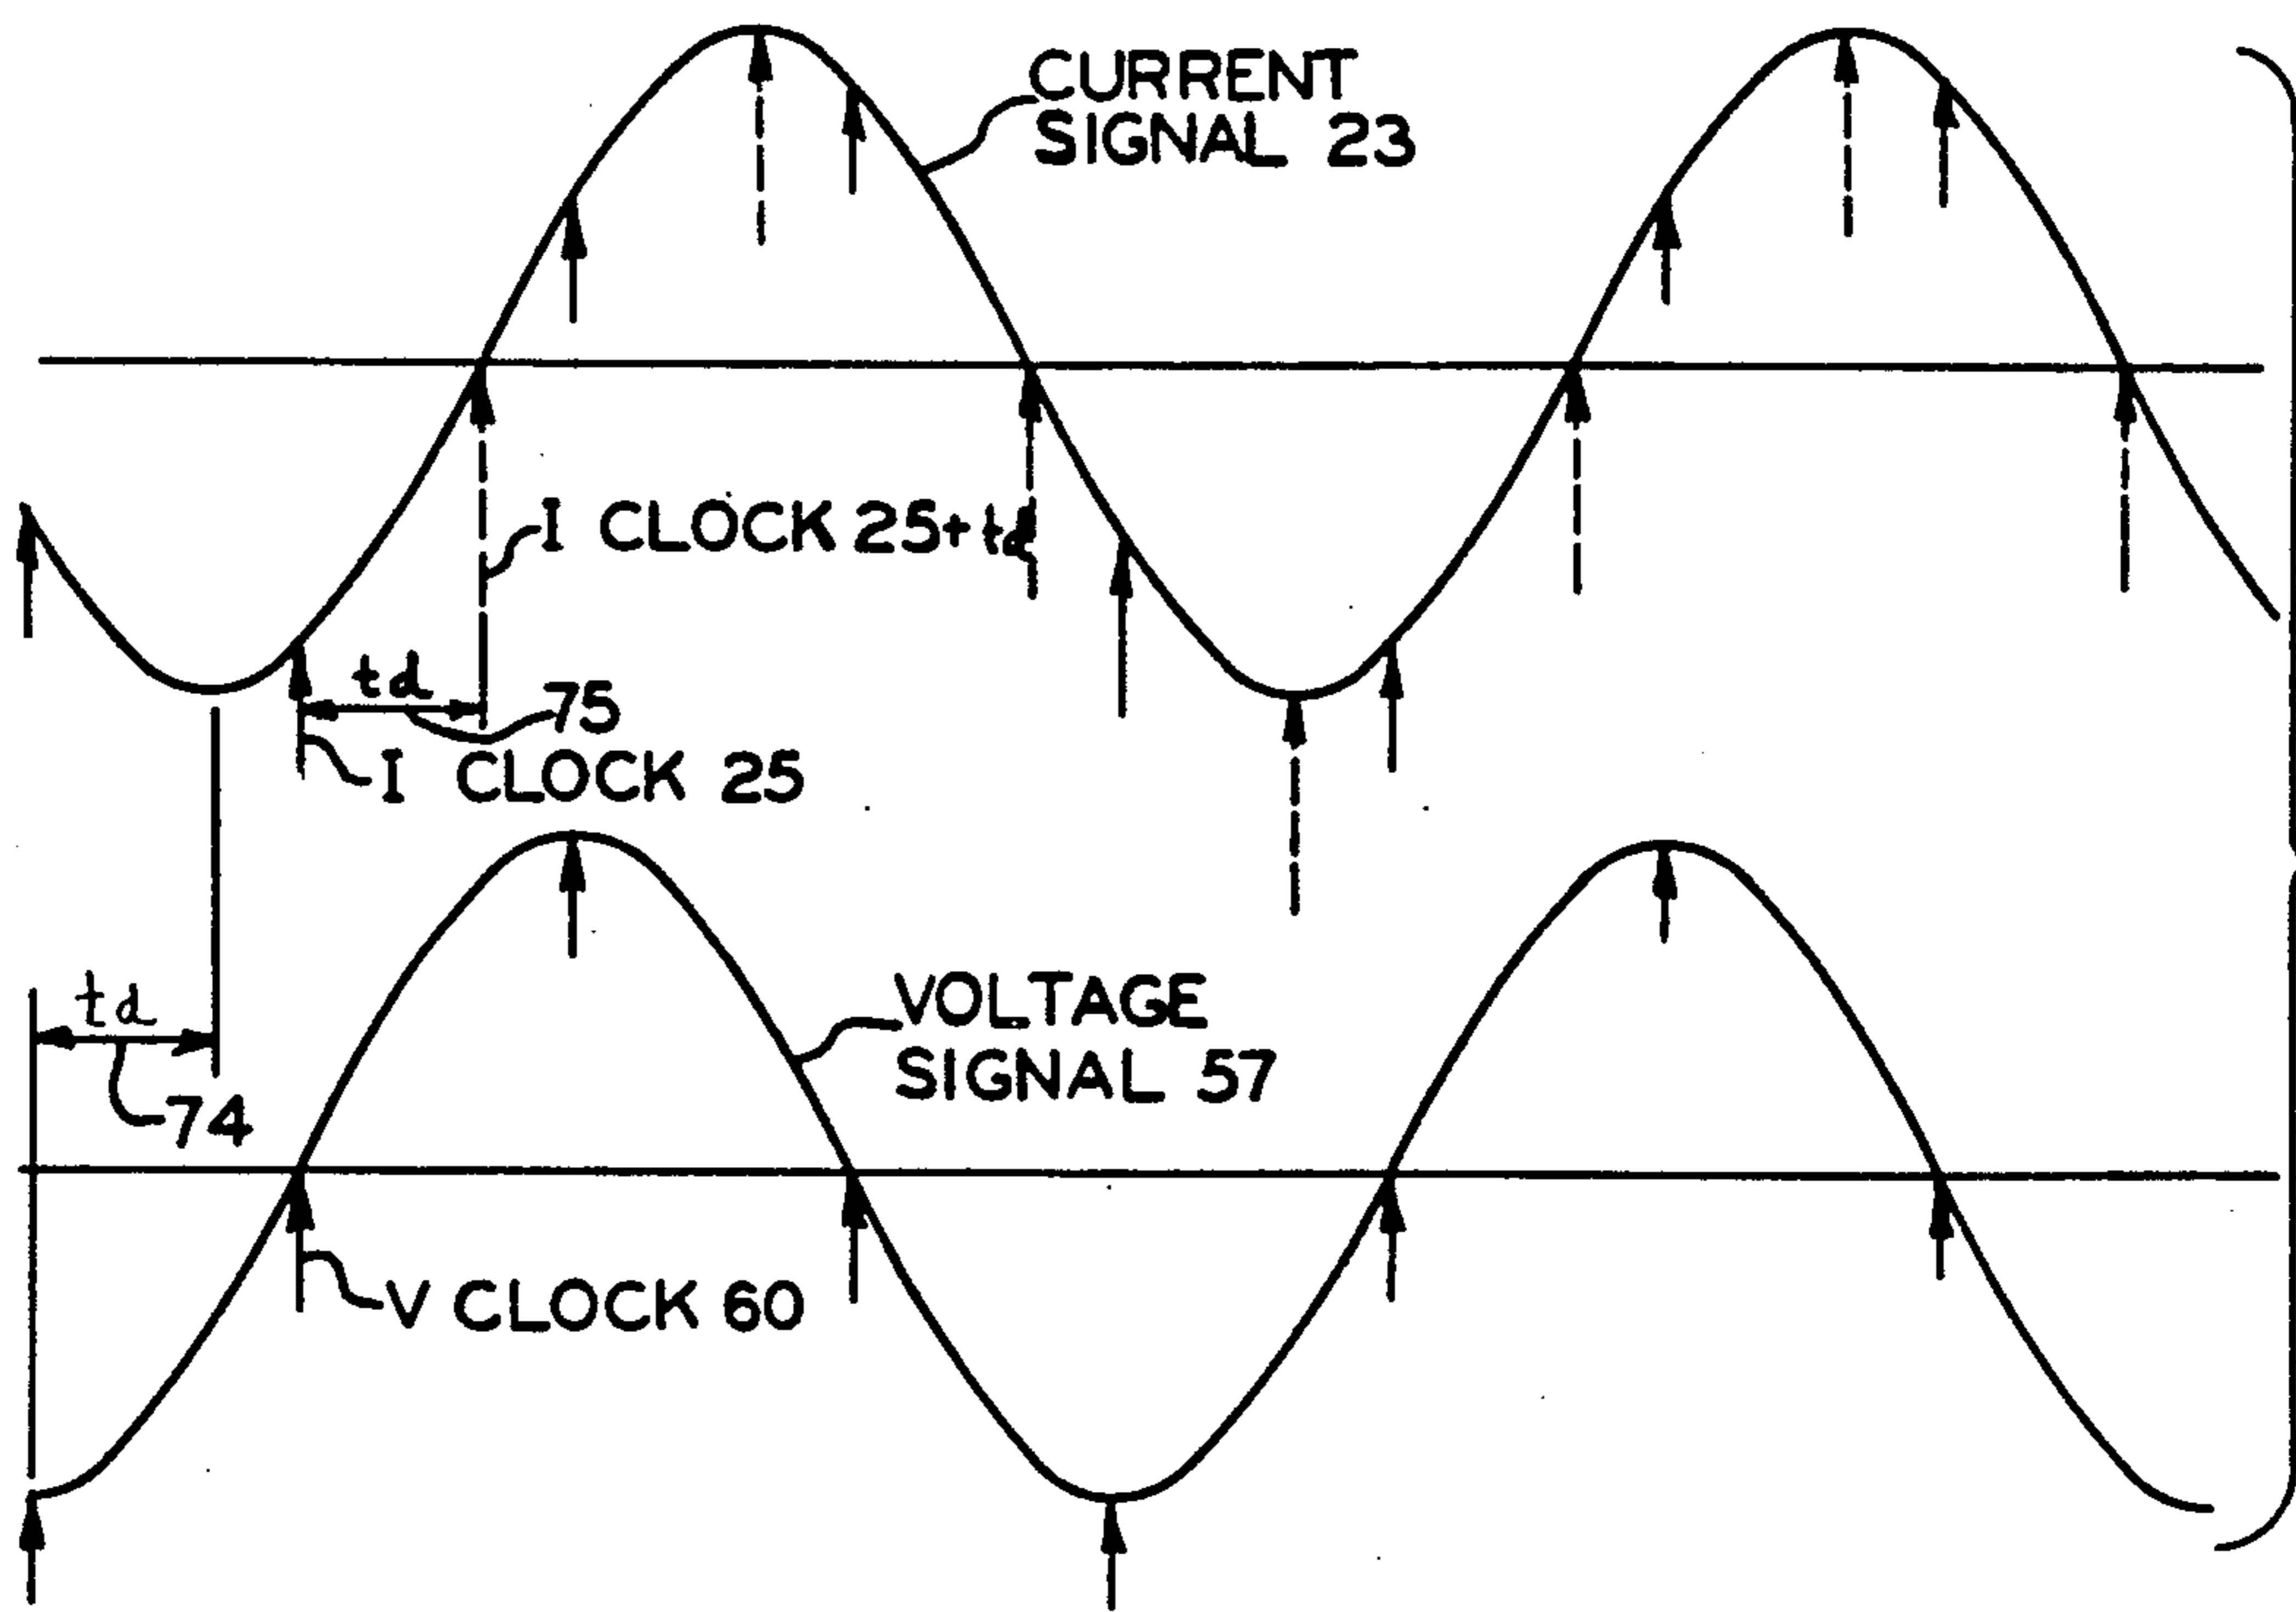 CURRENT
SIGNAL 23
I CLOCK 25+td
td
75
I CLOCK 25
td
74
VOLTAGE
SIGNAL 57
V CLOCK 60